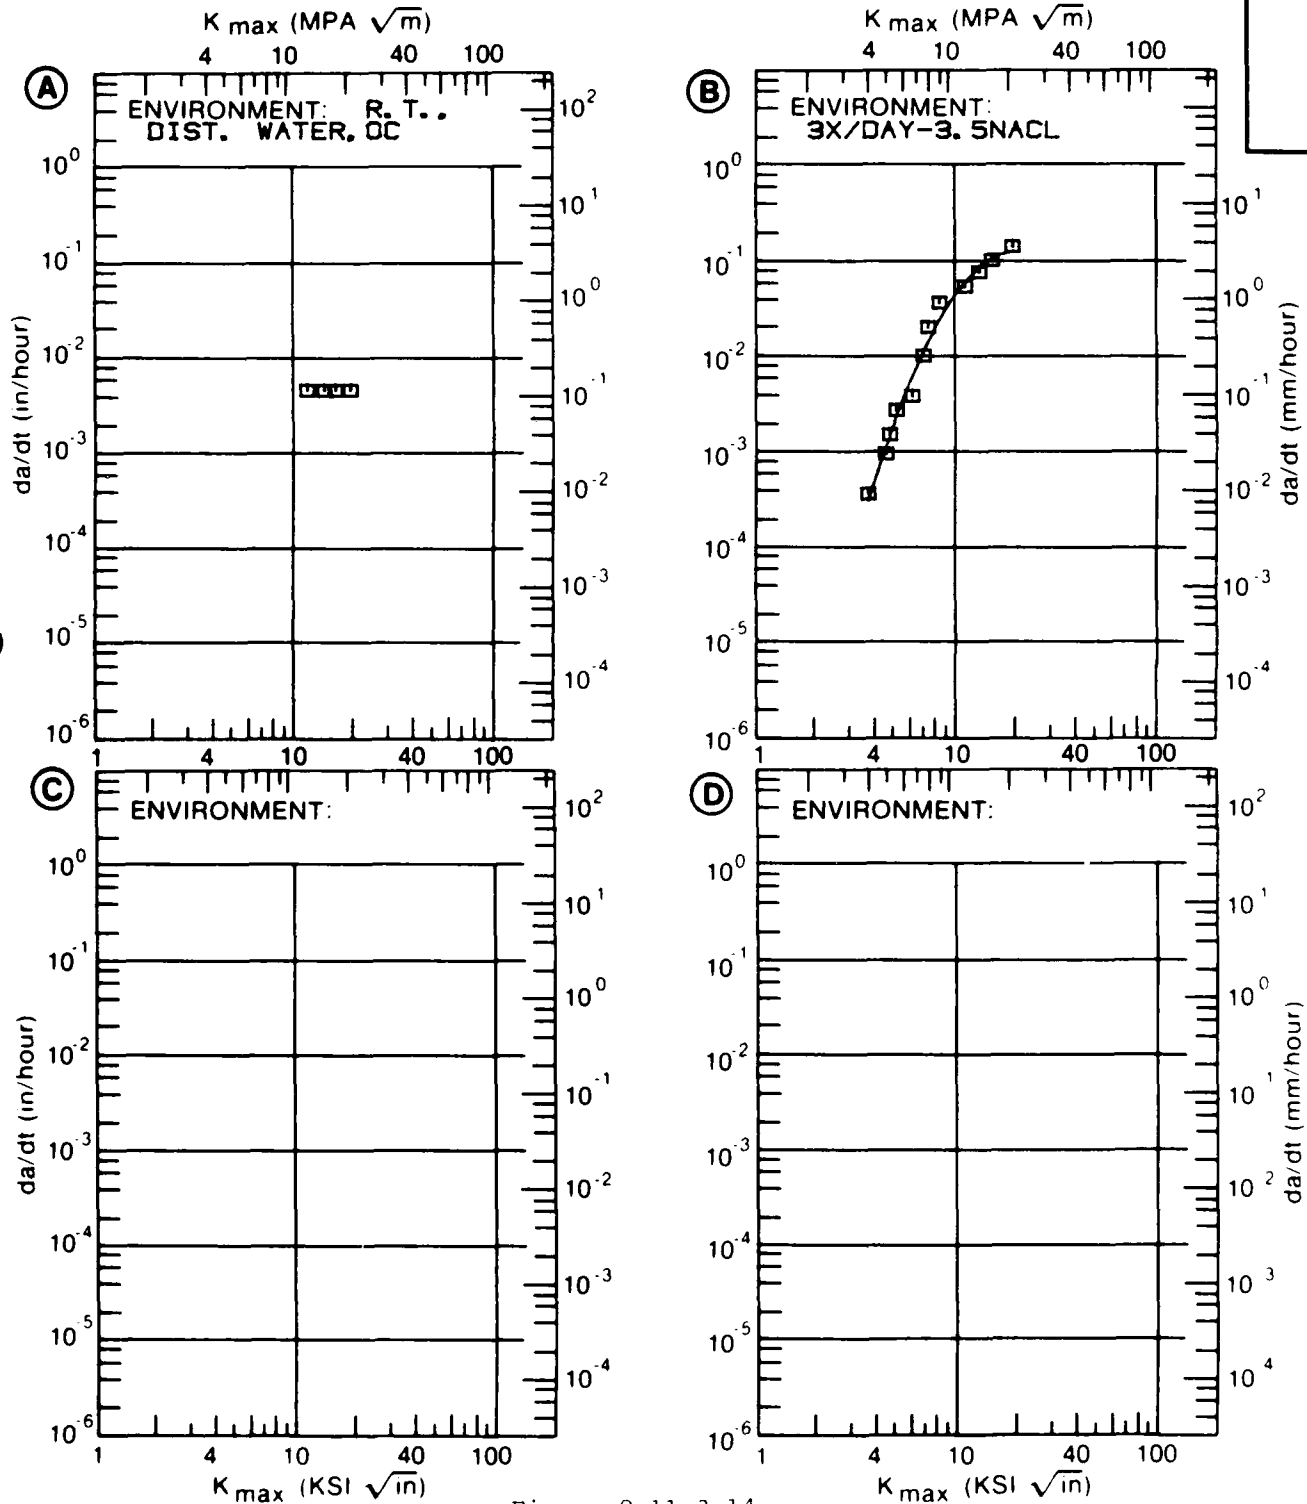 K max (MPA √m)
4 10 40 100
A
ENVIRONMENT: R.T.,
DIST. WATER.DC
10^2
10^0
10^1
10^-1
10^0
10^-2
10^-1
10^-3
10^-2
10^-4
10^-3
10^-5
10^-4
10^-6
da/dt (in/hour)
1 4 10 40 100
K max (MPA √m)
4 10 40 100
B
ENVIRONMENT:
3X/DAY-3.5NACL
10^0
10^1
10^-1
10^0
10^-2
10^-1
10^-3
10^-2
10^-4
10^-3
10^-5
10^-4
10^-6
da/dt (mm/hour)
1 4 10 40 100
C
ENVIRONMENT:
10^2
10^0
10^1
10^-1
10^0
10^-2
10^-1
10^-3
10^-2
10^-4
10^-3
10^-5
10^-4
10^-6
da/dt (in/hour)
1 4 10 40 100
K max (KSI √in)
D
ENVIRONMENT:
10^2
10^0
10^1
10^-1
10^0
10^-2
10^1
10^-3
10^2
10^-4
10^3
10^-5
10^4
10^-6
da/dt (mm/hour)
1 4 10 40 100
K max (KSI √in)